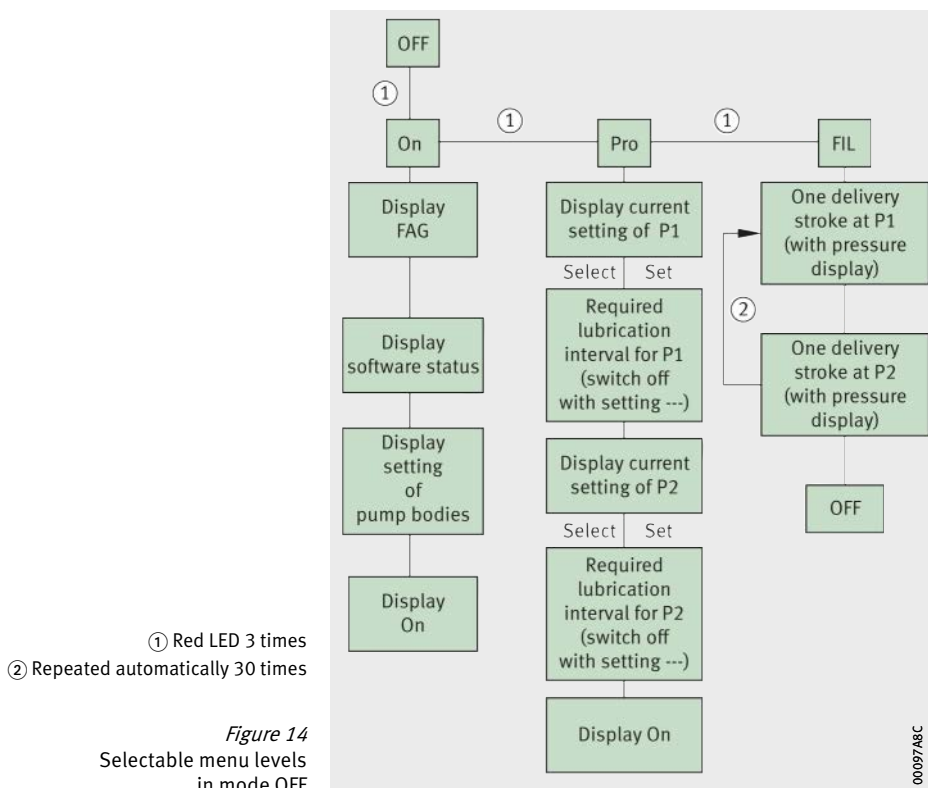 OFF
①
On
①
Pro
①
FIL
Display
FAG
Display
software status
Display
setting
of
pump bodies
Display
On
Display current
setting of P1
Select Set
Required
lubrication
interval for P1
(switch off
with setting ---)
Display current
setting of P2
Select Set
Required
lubrication
interval for P2
(switch off
with setting ---)
Display On
One delivery
stroke at P1
(with pressure
display)
②
One delivery
stroke at P2
(with pressure
display)
OFF
① Red LED 3 times
② Repeated automatically 30 times
Figure 14
Selectable menu levels
in mode OFF
00097A8C